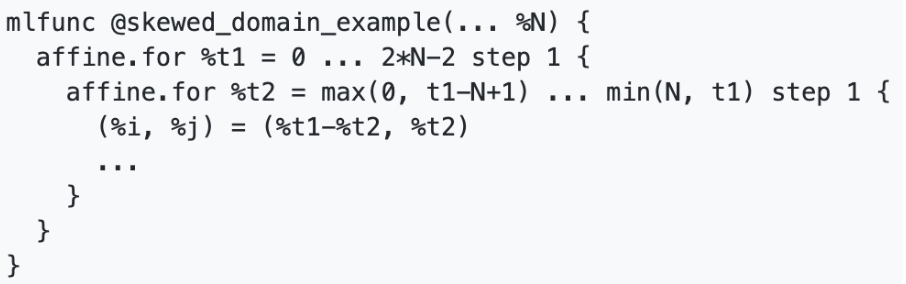 mlfunc @skewed_domain_example(... %N) {
  affine.for %t1 = 0 ... 2*N-2 step 1 {
    affine.for %t2 = max(0, t1-N+1) ... min(N, t1) step 1 {
      (%i, %j) = (%t1-%t2, %t2)
      ...
    }
  }
}